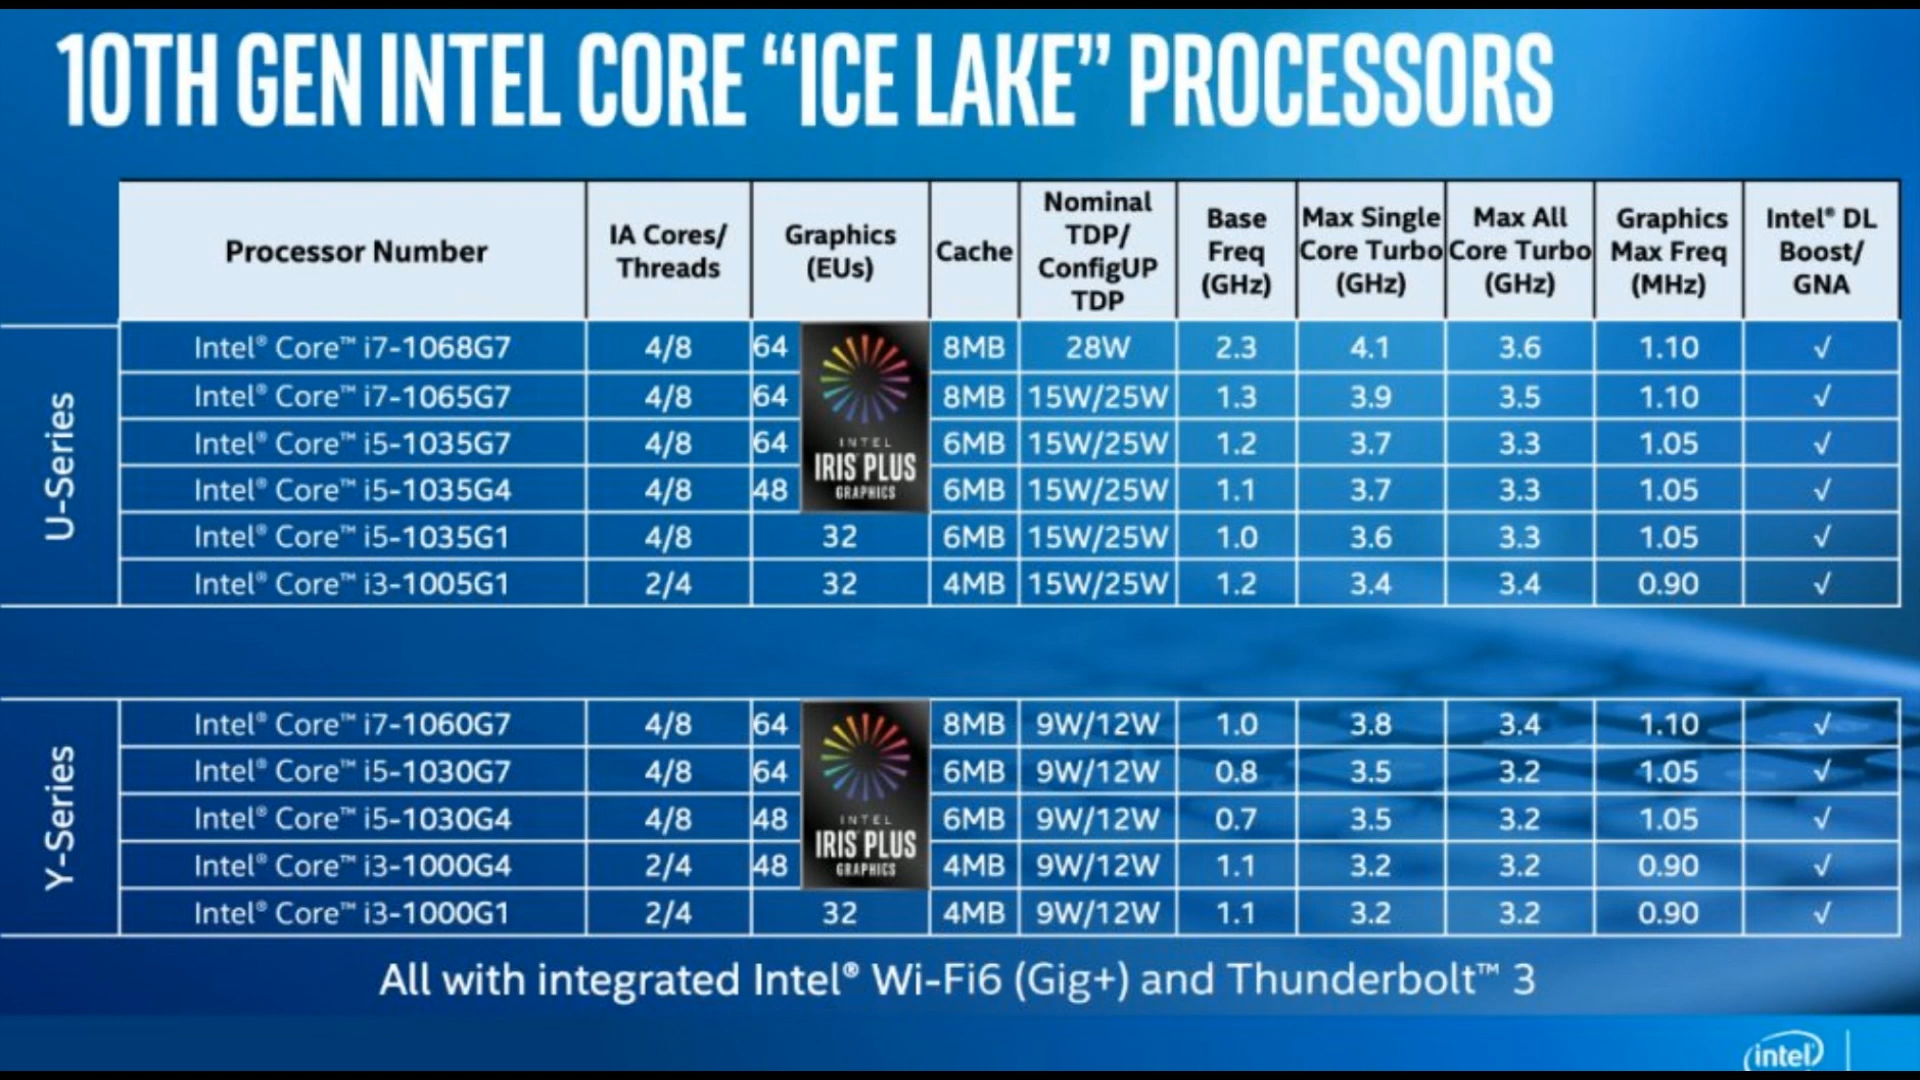 10TH GEN INTEL CORE “ICE LAKE” PROCESSORS
Processor Number IA Cores/ Threads Graphics (EUs) Cache Nominal TDP/ ConfigUP TDP Base Freq (GHz) Max Single Core Turbo (GHz) Max All Core Turbo (GHz) Graphics Max Freq (MHz) Intel® DL Boost/ GNA
U-Series
Intel® Core™ i7-1068G7 4/8 64 8MB 28W 2.3 4.1 3.6 1.10 √
Intel® Core™ i7-1065G7 4/8 64 8MB 15W/25W 1.3 3.9 3.5 1.10 √
Intel® Core™ i5-1035G7 4/8 64 6MB 15W/25W 1.2 3.7 3.3 1.05 √
Intel® Core™ i5-1035G4 4/8 48 6MB 15W/25W 1.1 3.7 3.3 1.05 √
Intel® Core™ i5-1035G1 4/8 32 6MB 15W/25W 1.0 3.6 3.3 1.05 √
Intel® Core™ i3-1005G1 2/4 32 4MB 15W/25W 1.2 3.4 3.4 0.90 √
INTEL
IRIS PLUS
GRAPHICS
Y-Series
Intel® Core™ i7-1060G7 4/8 64 8MB 9W/12W 1.0 3.8 3.4 1.10 √
Intel® Core™ i5-1030G7 4/8 64 6MB 9W/12W 0.8 3.5 3.2 1.05 √
Intel® Core™ i5-1030G4 4/8 48 6MB 9W/12W 0.7 3.5 3.2 1.05 √
Intel® Core™ i3-1000G4 2/4 48 4MB 9W/12W 1.1 3.2 3.2 0.90 √
Intel® Core™ i3-1000G1 2/4 32 4MB 9W/12W 1.1 3.2 3.2 0.90 √
INTEL
IRIS PLUS
GRAPHICS
All with integrated Intel® Wi-Fi6 (Gig+) and Thunderbolt™ 3
intel